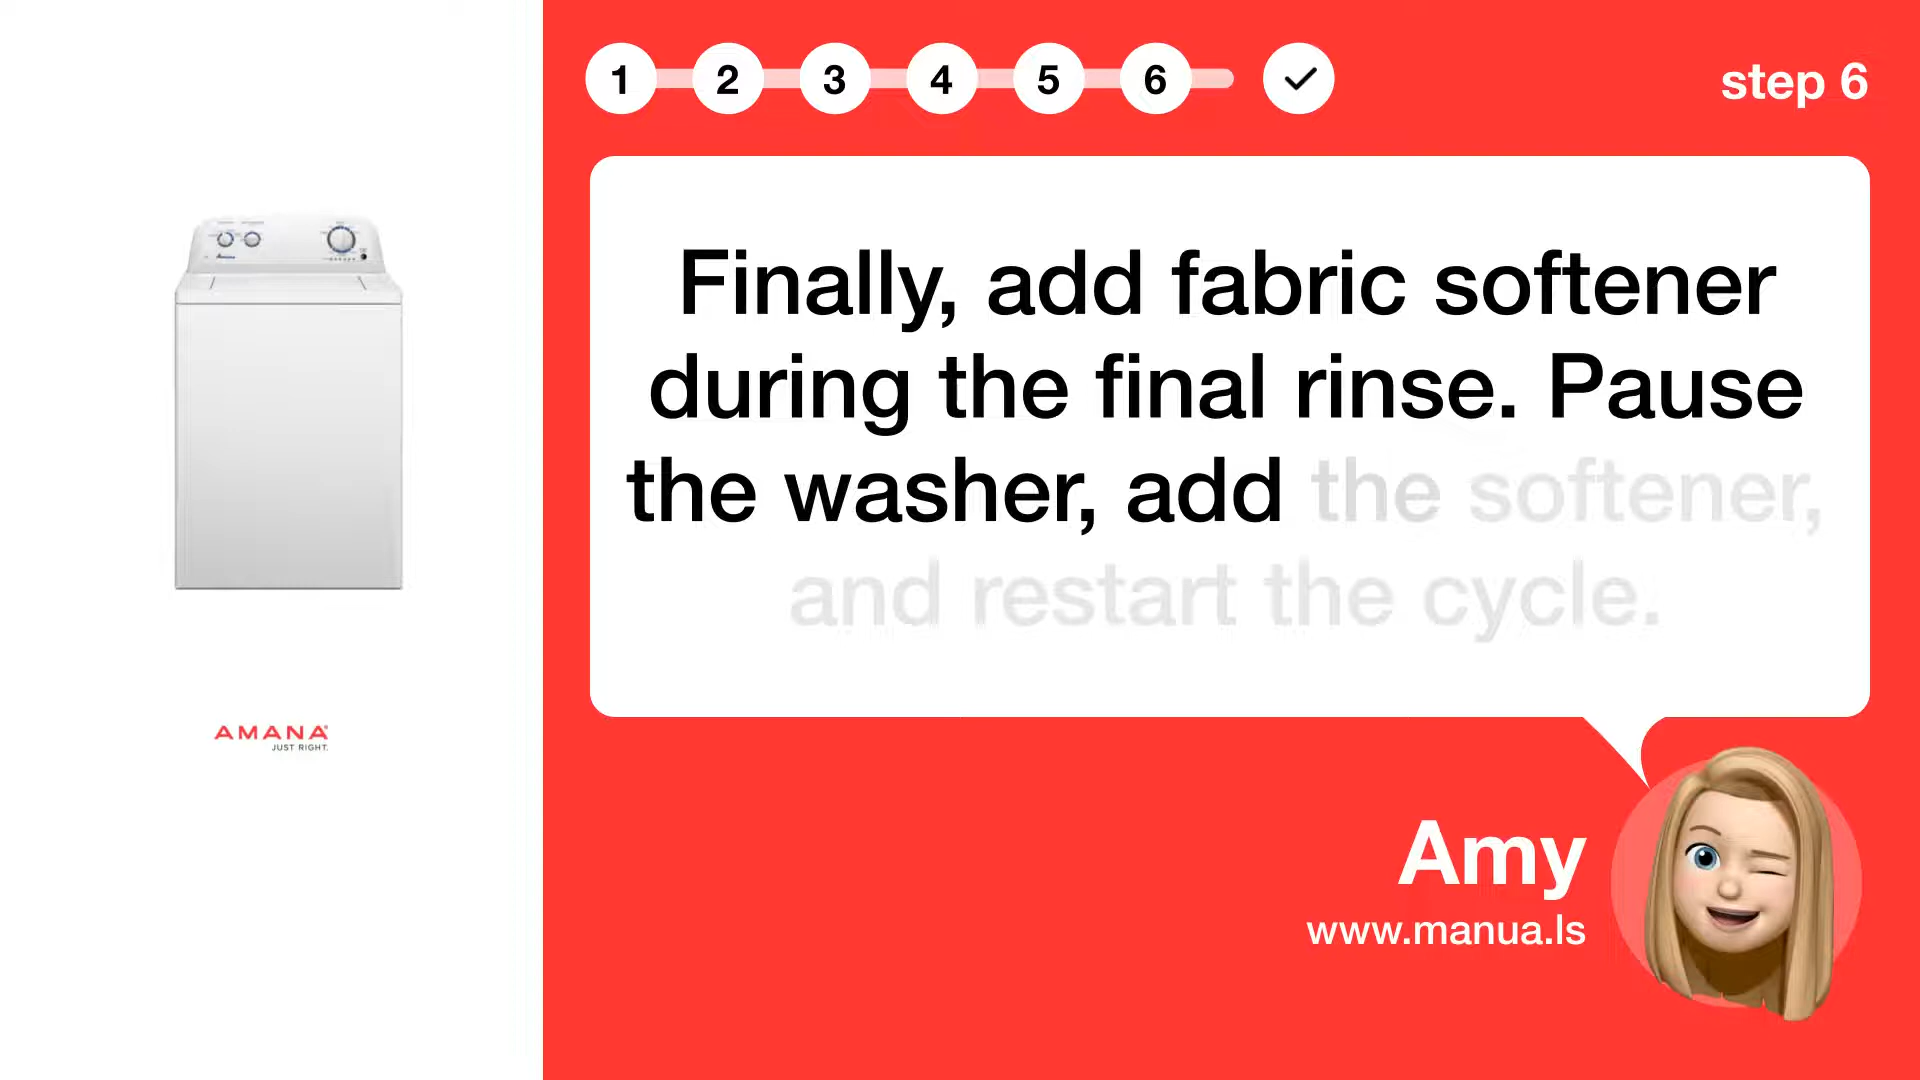 1 2 3 4 5 6
step 6
Finally, add fabric softener
during the final rinse. Pause
the washer, add the softener,
and restart the cycle.
AMANA®
JUST RIGHT.
Amy
www.manua.ls